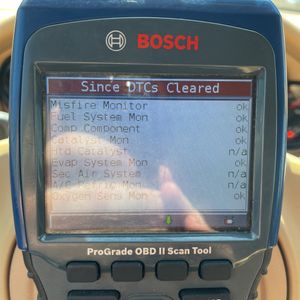 BOSCH
Since DTCs Cleared
Misfire Monitor ok
Fuel System Mon ok
Comp Component ok
Catalyst Mon ok
Htd Catalyst n/a
Evap System Mon ok
Sec Air System n/a
A/C Refric Mon n/a
Oxygen Sens Mon ok
ProGrade OBD II Scan Tool